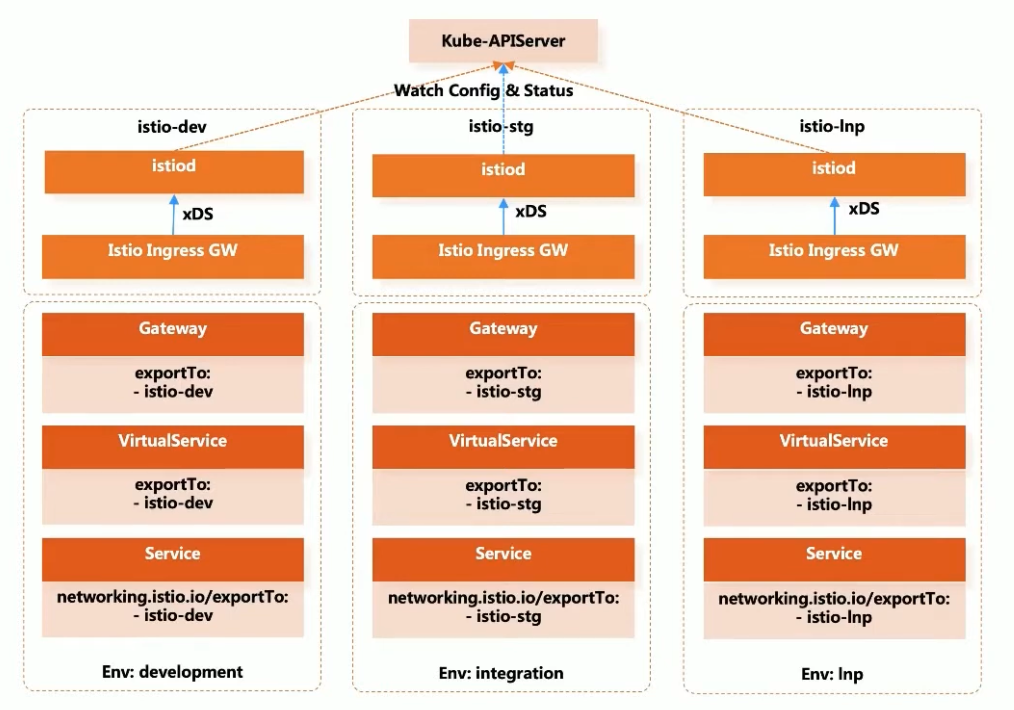 Kube-APIServer
Watch Config & Status
istio-dev
istiod
xDS
Istio Ingress GW
Gateway
exportTo:
- istio-dev
VirtualService
exportTo:
- istio-dev
Service
networking.istio.io/exportTo:
- istio-dev
Env: development
istio-stg
istiod
xDS
Istio Ingress GW
Gateway
exportTo:
- istio-stg
VirtualService
exportTo:
- istio-stg
Service
networking.istio.io/exportTo:
- istio-stg
Env: integration
istio-lnp
istiod
xDS
Istio Ingress GW
Gateway
exportTo:
- istio-lnp
VirtualService
exportTo:
- istio-lnp
Service
networking.istio.io/exportTo:
- istio-lnp
Env: lnp